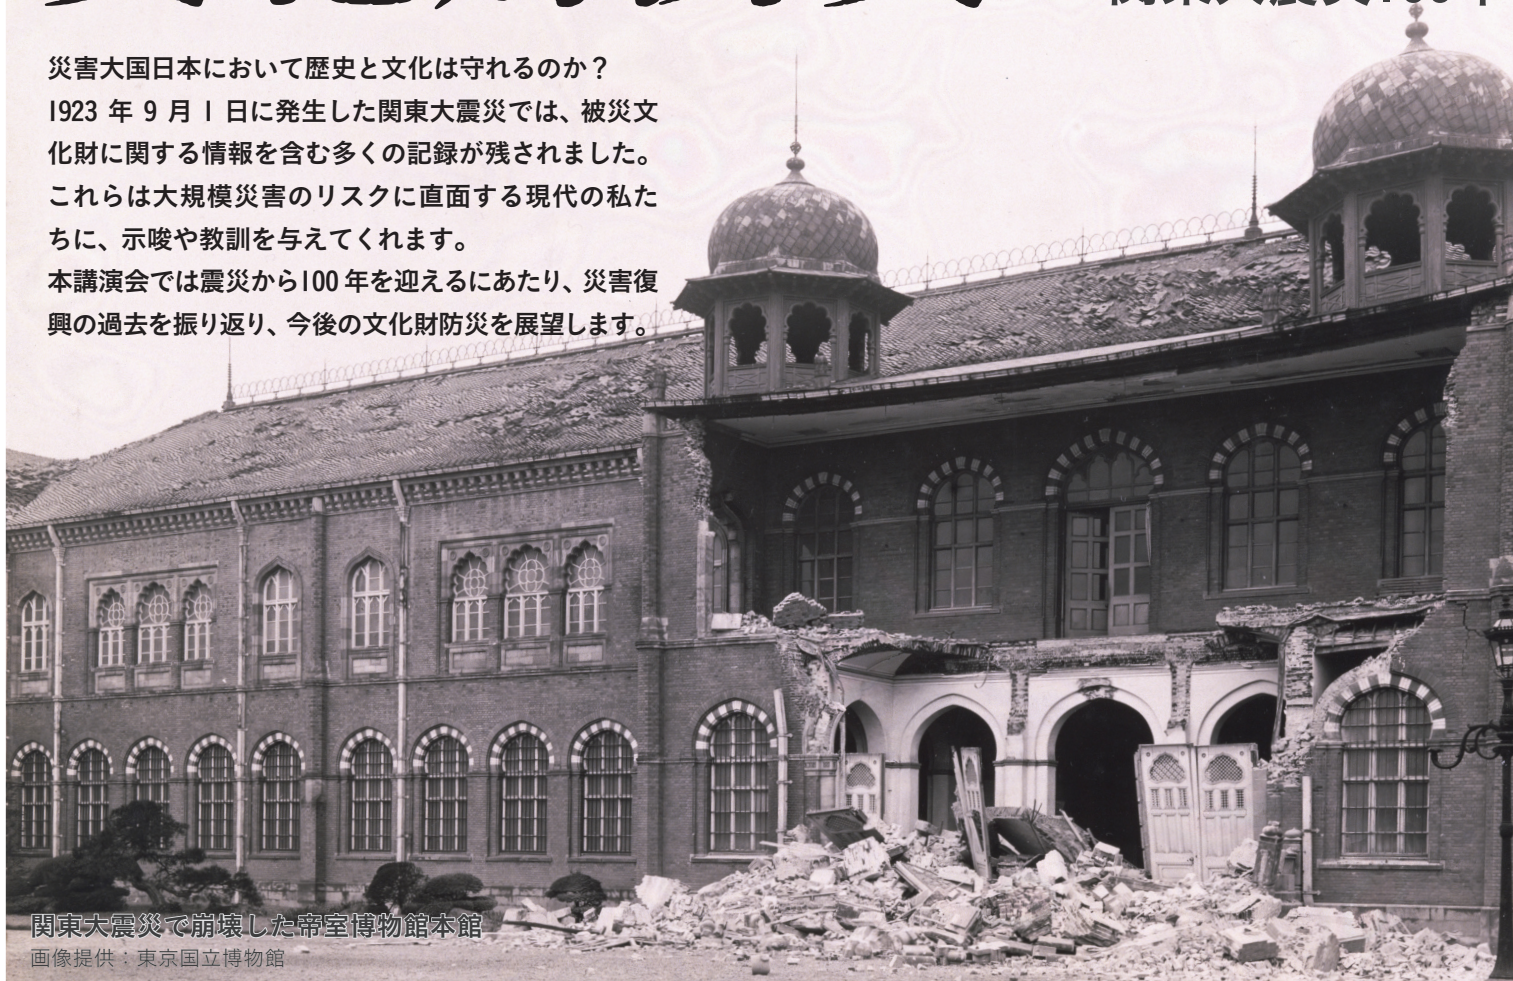 災害大国日本において歴史と文化は守れるのか？
1923 年 9 月 1 日に発生した関東大震災では、被災文
化財に関する情報を含む多くの記録が残されました。
これらは大規模災害のリスクに直面する現代の私た
ちに、示唆や教訓を与えてくれます。
本講演会では震災から100 年を迎えるにあたり、災害復
興の過去を振り返り、今後の文化財防災を展望します。
関東大震災で崩壊した帝室博物館本館
画像提供：東京国立博物館